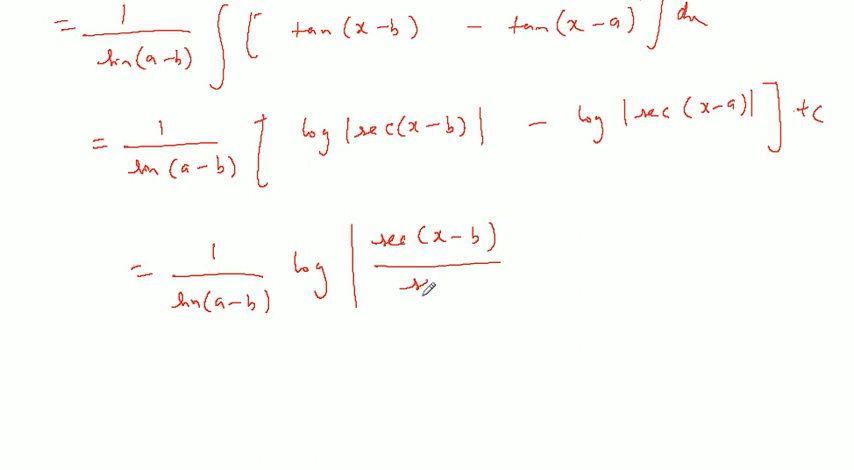 = 1/sin(a-b) ∫ [ tan(x-b) - tan(x-a) ] dx
= 1/sin(a-b) [ log|sec(x-b)| - log|sec(x-a)| ] + c
= 1/sin(a-b) log | sec(x-b)/s